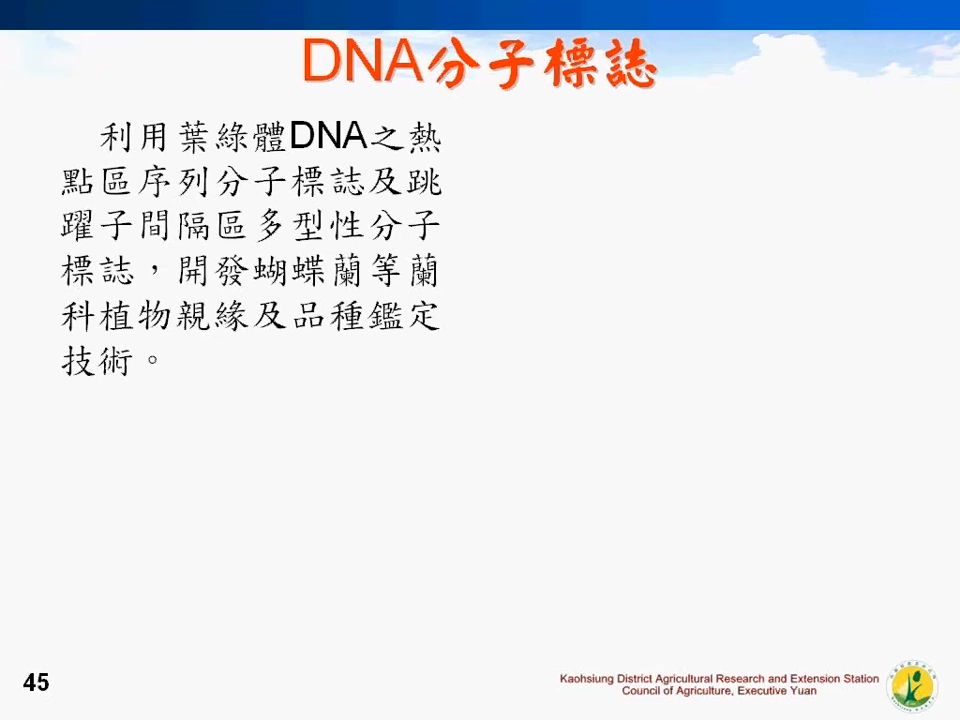 DNA分子標誌
利用葉綠體DNA之熱
點區序列分子標誌及跳
躍子間隔區多型性分子
標誌，開發蝴蝶蘭等蘭
科植物親緣及品種鑑定
技術。
45
Kaohsiung District Agricultural Research and Extension Station
Council of Agriculture, Executive Yuan